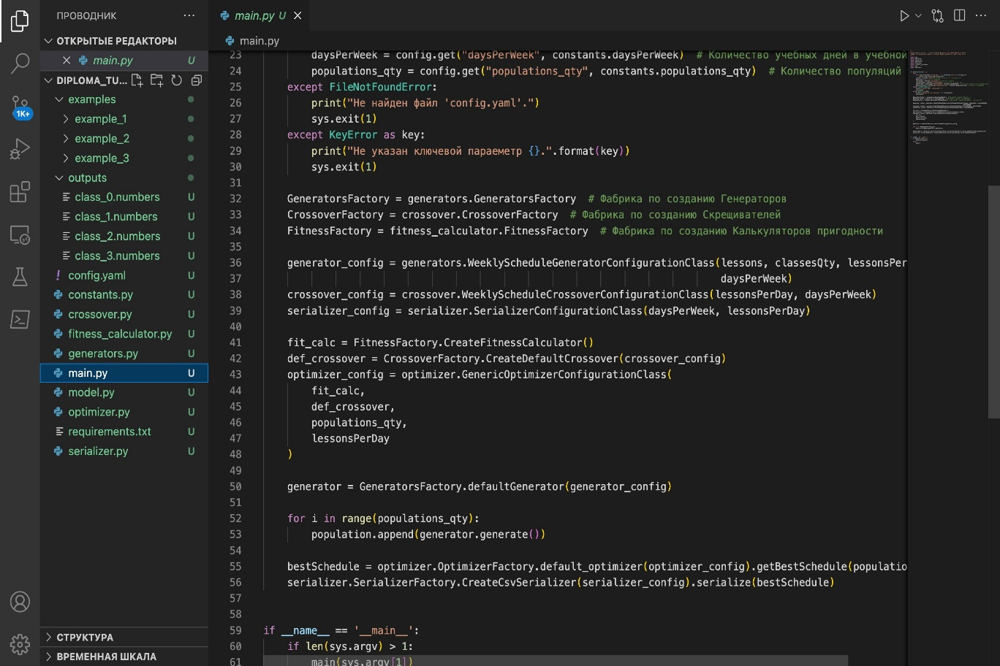 ПРОВОДНИК
ОТКРЫТЫЕ РЕДАКТОРЫ
main.py U
DIPLOMA_TU...
examples
example_1
example_2
example_3
outputs
class_0.numbers U
class_1.numbers U
class_2.numbers U
class_3.numbers U
config.yaml U
constants.py U
crossover.py U
fitness_calculator.py U
generators.py U
main.py U
model.py U
optimizer.py U
requirements.txt U
serializer.py U
СТРУКТУРА
ВРЕМЕННАЯ ШКАЛА
1K+
main.py U
main.py
23 daysPerWeek = config.get("daysPerWeek", constants.daysPerWeek)  # Количество учебных дней в учебной
24 populations_qty = config.get("populations_qty", constants.populations_qty)  # Количество популяций
25 except FileNotFoundError:
26 print("Не найден файл 'config.yaml'.")
27 sys.exit(1)
28 except KeyError as key:
29 print("Не указан ключевой параеметр {}.".format(key))
30 sys.exit(1)
31
32 GeneratorsFactory = generators.GeneratorsFactory  # Фабрика по созданию Генераторов
33 CrossoverFactory = crossover.CrossoverFactory  # Фабрика по созданию Скрещивателей
34 FitnessFactory = fitness_calculator.FitnessFactory  # Фабрика по созданию Калькуляторов пригодности
35
36 generator_config = generators.WeeklyScheduleGeneratorConfigurationClass(lessons, classesQty, lessonsPer
37 daysPerWeek)
38 crossover_config = crossover.WeeklyScheduleCrossoverConfigurationClass(lessonsPerDay, daysPerWeek)
39 serializer_config = serializer.SerializerConfigurationClass(daysPerWeek, lessonsPerDay)
40
41 fit_calc = FitnessFactory.CreateFitnessCalculator()
42 def_crossover = CrossoverFactory.CreateDefaultCrossover(crossover_config)
43 optimizer_config = optimizer.GenericOptimizerConfigurationClass(
44 fit_calc,
45 def_crossover,
46 populations_qty,
47 lessonsPerDay
48 )
49
50 generator = GeneratorsFactory.defaultGenerator(generator_config)
51
52 for i in range(populations_qty):
53 population.append(generator.generate())
54
55 bestSchedule = optimizer.OptimizerFactory.default_optimizer(optimizer_config).getBestSchedule(populatio
56 serializer.SerializerFactory.CreateCsvSerializer(serializer_config).serialize(bestSchedule)
57
58
59 if __name__ == '__main__':
60 if len(sys.argv) > 1:
61 main(sys.argv[1])